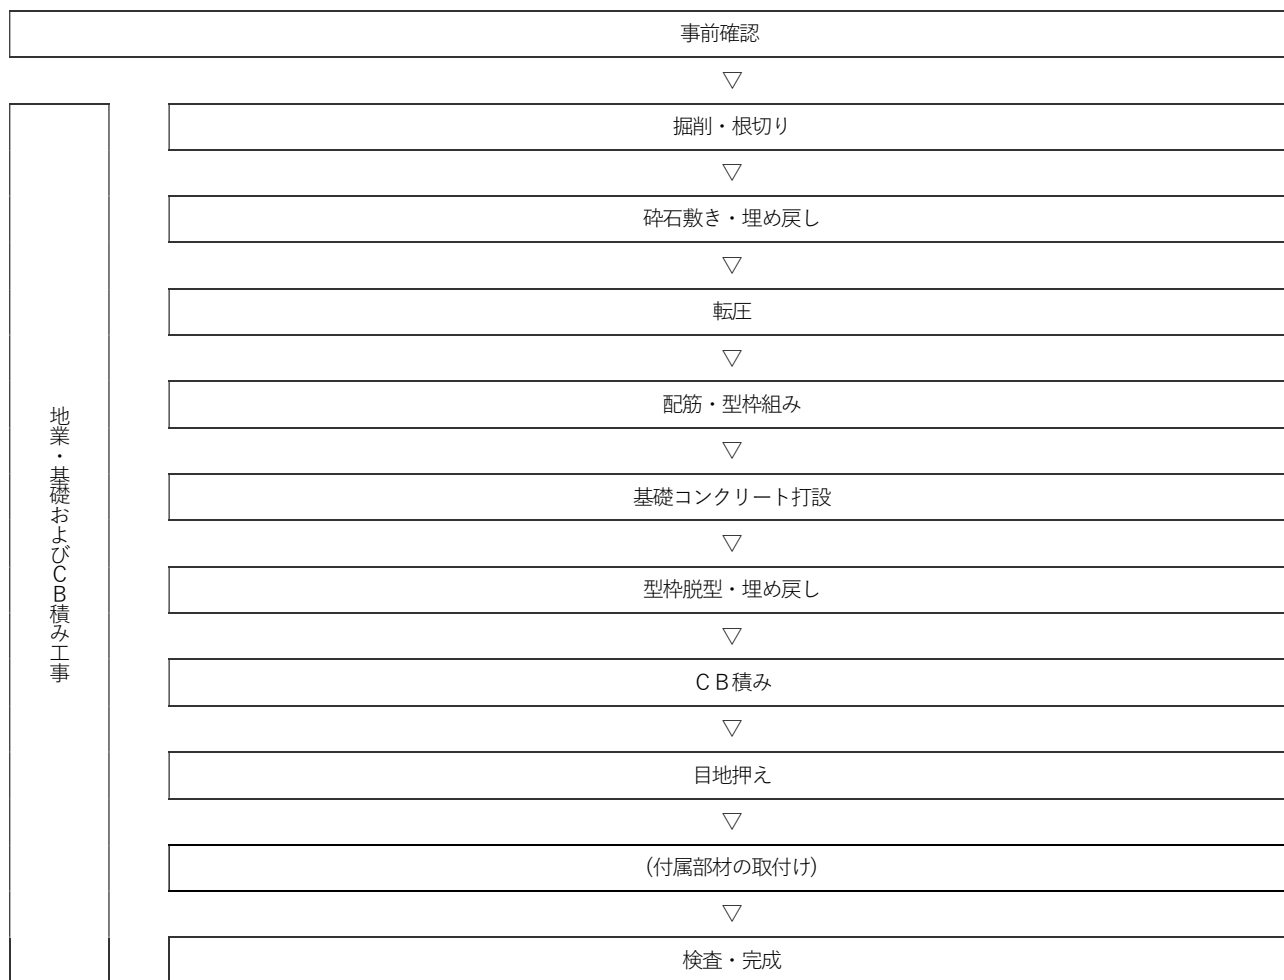 事前確認
▽
掘削・根切り
▽
砕石敷き・埋め戻し
▽
転圧
▽
配筋・型枠組み
▽
基礎コンクリート打設
▽
型枠脱型・埋め戻し
▽
ＣＢ積み
▽
目地押え
▽
(付属部材の取付け)
▽
検査・完成
地業・基礎およびＣＢ積み工事